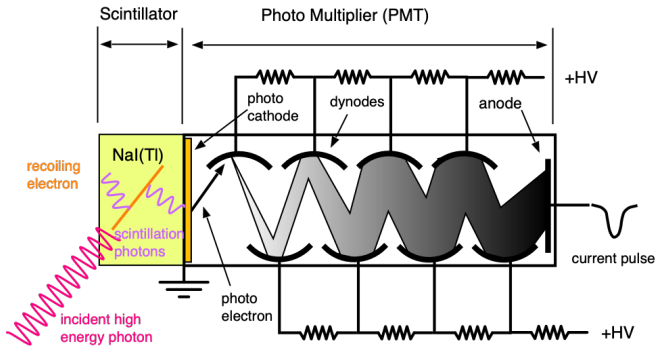 Scintillator
Photo Multiplier (PMT)
+HV
photo
cathode
dynodes
anode
NaI(Tl)
recoiling
electron
scintillation
photons
current pulse
photo
electron
incident high
energy photon
+HV